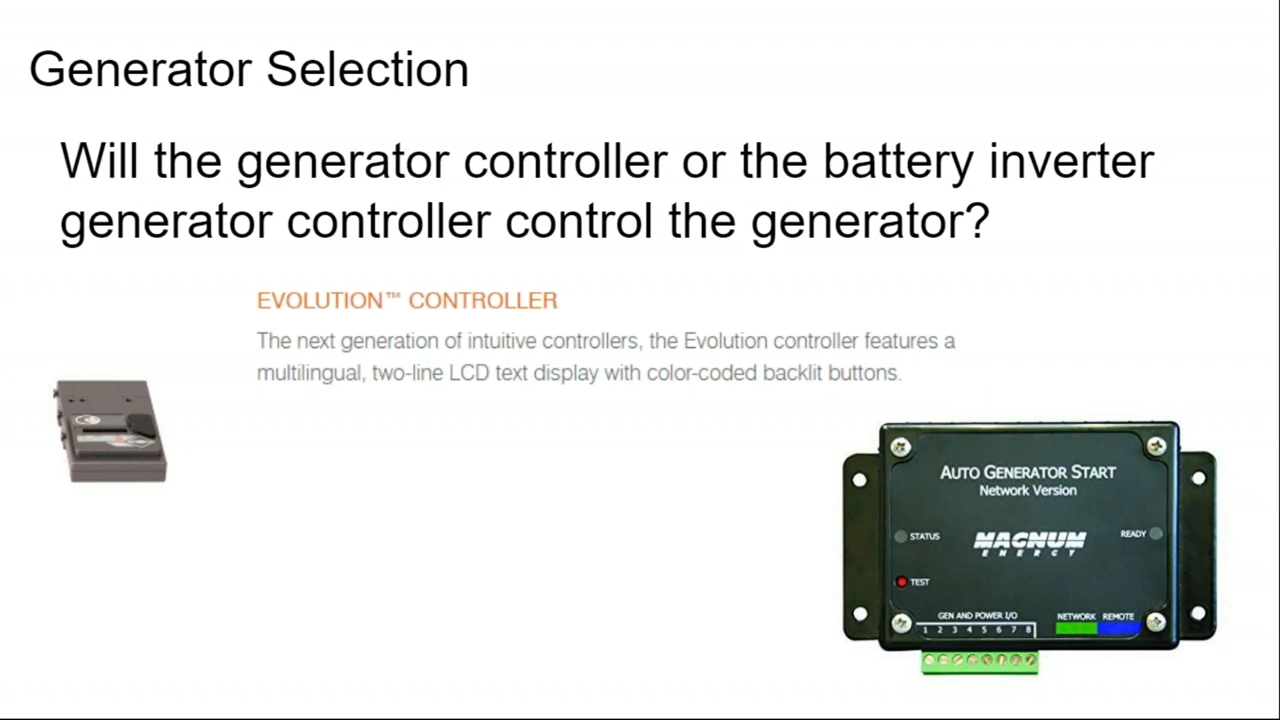 Generator Selection
Will the generator controller or the battery inverter
generator controller control the generator?
EVOLUTION™ CONTROLLER
The next generation of intuitive controllers, the Evolution controller features a
multilingual, two-line LCD text display with color-coded backlit buttons.
AUTO GENERATOR START
Network Version
STATUS
READY
MAGNUM
ENERGY
TEST
GEN AND POWER I/O
NETWORK REMOTE
1 2 3 4 5 6 7 8